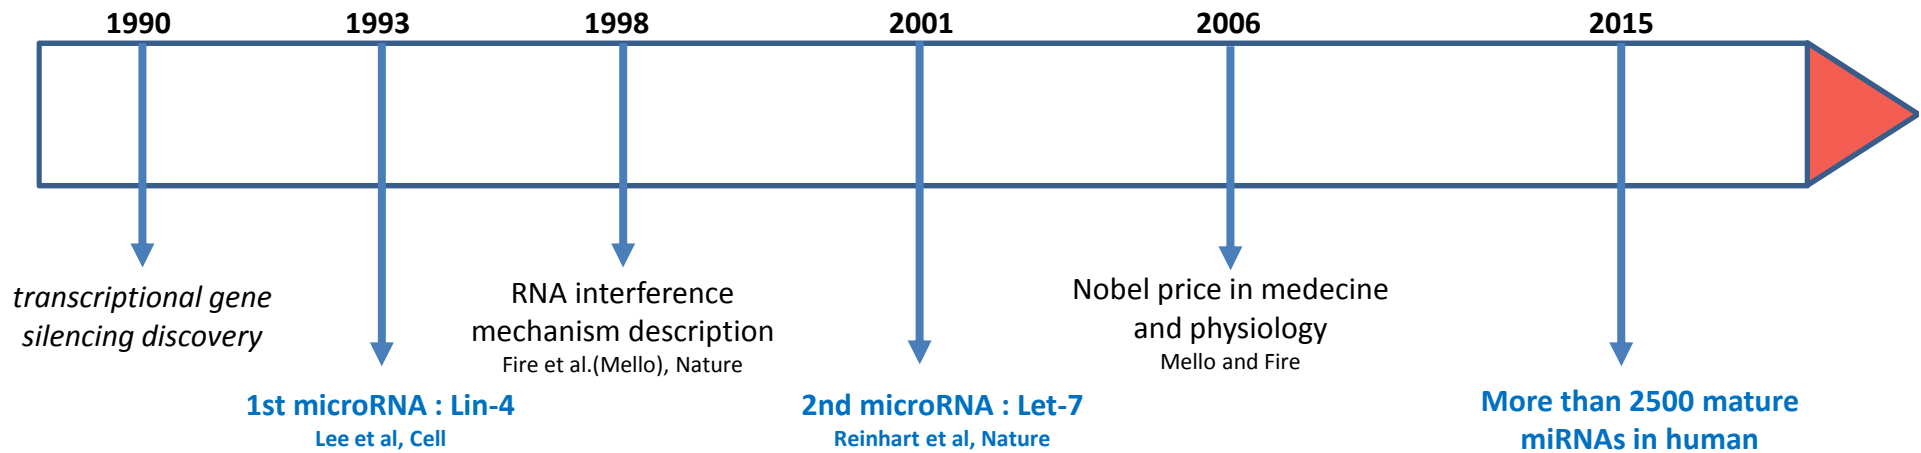 1990
1993
1998
2001
2006
2015
transcriptional gene
silencing discovery
1st microRNA : Lin-4
Lee et al, Cell
RNA interference
mechanism description
Fire et al.(Mello), Nature
2nd microRNA : Let-7
Reinhart et al, Nature
Nobel price in medecine
and physiology
Mello and Fire
More than 2500 mature
miRNAs in human